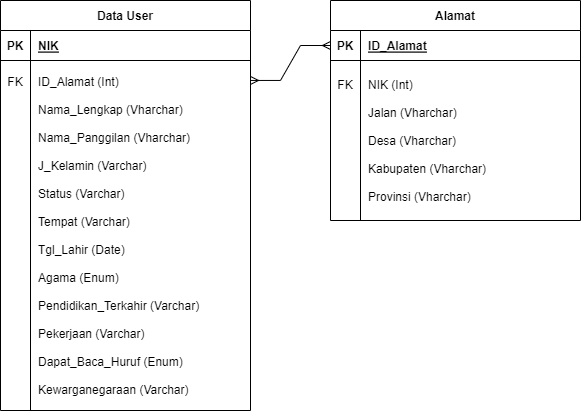 Data User
PK NIK
FK ID_Alamat (Int)
Nama_Lengkap (Vharchar)
Nama_Panggilan (Vharchar)
J_Kelamin (Varchar)
Status (Varchar)
Tempat (Varchar)
Tgl_Lahir (Date)
Agama (Enum)
Pendidikan_Terkahir (Varchar)
Pekerjaan (Varchar)
Dapat_Baca_Huruf (Enum)
Kewarganegaraan (Varchar)
Alamat
PK ID_Alamat
FK NIK (Int)
Jalan (Vharchar)
Desa (Vharchar)
Kabupaten (Vharchar)
Provinsi (Vharchar)